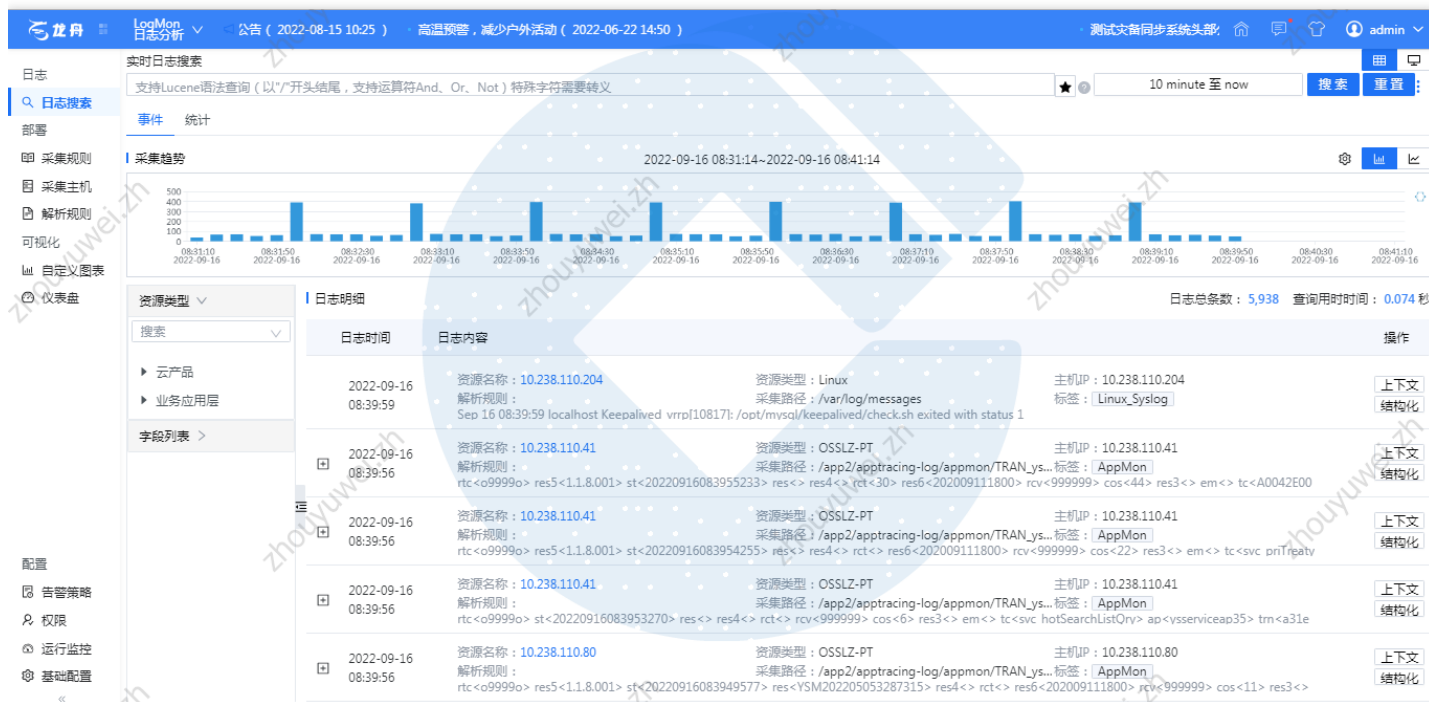 龙舟 LogMon 日志分析 公告 ( 2022-08-15 10:25 ) · 高温预警，减少户外活动 ( 2022-06-22 14:50 ) · 测试灾备同步系统头部 admin
日志
日志搜索
部署
采集规则
采集主机
解析规则
可视化
自定义图表
仪表盘
配置
告警策略
权限
运行监控
基础配置
实时日志搜索
支持Lucene语法查询（以"/"开头结尾，支持运算符And、Or、Not）特殊字符需要转义 10 minute 至 now 搜索 重置
事件 统计
采集趋势 2022-09-16 08:31:14~2022-09-16 08:41:14
500
400
300
200
100
0
08:31:10 08:31:50 08:32:30 08:33:10 08:33:50 08:34:30 08:35:10 08:35:50 08:36:30 08:37:10 08:37:50 08:38:30 08:39:10 08:39:50 08:40:30 08:41:10
2022-09-16 2022-09-16 2022-09-16 2022-09-16 2022-09-16 2022-09-16 2022-09-16 2022-09-16 2022-09-16 2022-09-16 2022-09-16 2022-09-16 2022-09-16 2022-09-16 2022-09-16 2022-09-16
资源类型
搜索
云产品
业务应用层
字段列表
日志明细 日志总条数： 5,938 查询用时时间： 0.074 秒
日志时间 日志内容 操作
2022-09-16 08:39:59
资源名称：10.238.110.204 资源类型：Linux 主机IP：10.238.110.204 上下文
解析规则： 采集路径：/var/log/messages 标签： Linux_Syslog 结构化
Sep 16 08:39:59 localhost Keepalived_vrrp[10817]: /opt/mysql/keepalived/check.sh exited with status 1
2022-09-16 08:39:56
资源名称：10.238.110.41 资源类型：OSSLZ-PT 主机IP：10.238.110.41 上下文
解析规则： 采集路径：/app2/apptracing-log/appmon/TRAN_ys... 标签： AppMon 结构化
rtc<o9999o> res5<1.1.8.001> st<20220916083955233> res<> res4<> rct<30> res6<202009111800> rcv<999999> cos<44> res3<> em<> tc<A0042E00
2022-09-16 08:39:56
资源名称：10.238.110.41 资源类型：OSSLZ-PT 主机IP：10.238.110.41 上下文
解析规则： 采集路径：/app2/apptracing-log/appmon/TRAN_ys... 标签： AppMon 结构化
rtc<o9999o> res5<1.1.8.001> st<20220916083954255> res<> res4<> rct<> res6<202009111800> rcv<999999> cos<22> res3<> em<> tc<svc_priTreaty
2022-09-16 08:39:56
资源名称：10.238.110.41 资源类型：OSSLZ-PT 主机IP：10.238.110.41 上下文
解析规则： 采集路径：/app2/apptracing-log/appmon/TRAN_ys... 标签： AppMon 结构化
rtc<o9999o> st<20220916083953270> res<> res4<> rct<> rcv<999999> cos<6> res3<> em<> tc<svc_hotSearchListQry> ap<ysserviceap35> trn<a31e
2022-09-16 08:39:56
资源名称：10.238.110.80 资源类型：OSSLZ-PT 主机IP：10.238.110.80 上下文
解析规则： 采集路径：/app2/apptracing-log/appmon/TRAN_ys... 标签： AppMon 结构化
rtc<o9999o> res5<1.1.8.001> st<20220916083949577> res<YSM202205053287315> res4<> rct<> res6<202009111800> rcv<999999> cos<11> res3<>
zhouyuwei.zh